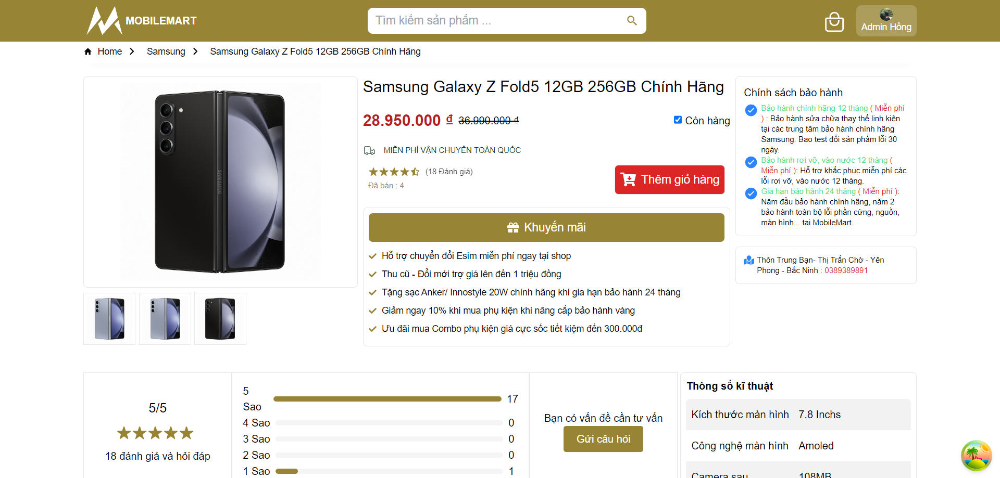 MOBILEMART
Tìm kiếm sản phẩm ...
Admin Hồng
Home
Samsung
Samsung Galaxy Z Fold5 12GB 256GB Chính Hãng
SAMSUNG
Samsung Galaxy Z Fold5 12GB 256GB Chính Hãng
28.950.000 ₫ 36.990.000 ₫
Còn hàng
MIỄN PHÍ VẬN CHUYỂN TOÀN QUỐC
(18 Đánh giá)
Đã bán : 4
Thêm giỏ hàng
Khuyến mãi
Hỗ trợ chuyển đổi Esim miễn phí ngay tại shop
Thu cũ - Đổi mới trợ giá lên đến 1 triệu đồng
Tặng sạc Anker/ Innostyle 20W chính hãng khi gia hạn bảo hành 24 tháng
Giảm ngay 10% khi mua phụ kiện khi nâng cấp bảo hành vàng
Ưu đãi mua Combo phụ kiện giá cực sốc tiết kiệm đến 300.000đ
Chính sách bảo hành
Bảo hành chính hãng 12 tháng ( Miễn phí
) : Bảo hành sửa chữa thay thế linh kiện
tại các trung tâm bảo hành chính hãng
Samsung. Bao test đổi sản phẩm lỗi 30
ngày.
Bảo hành rơi vỡ, vào nước 12 tháng (
Miễn phí ): Hỗ trợ khắc phục miễn phí các
lỗi rơi vỡ, vào nước 12 tháng.
Gia hạn bảo hành 24 tháng ( Miễn phí ):
Năm đầu bảo hành chính hãng, năm 2
bảo hành toàn bộ lỗi phần cứng, nguồn,
màn hình... tại MobileMart.
Thôn Trung Bạn- Thị Trấn Chờ - Yên
Phong - Bắc Ninh : 0389389891
5/5
18 đánh giá và hỏi đáp
5
Sao
17
4 Sao 0
3 Sao 0
2 Sao 0
1 Sao 1
Bạn có vấn đề cần tư vấn
Gửi câu hỏi
Thông số kĩ thuật
Kích thước màn hình 7.8 Inchs
Công nghệ màn hình Amoled
Camera sau 108MB